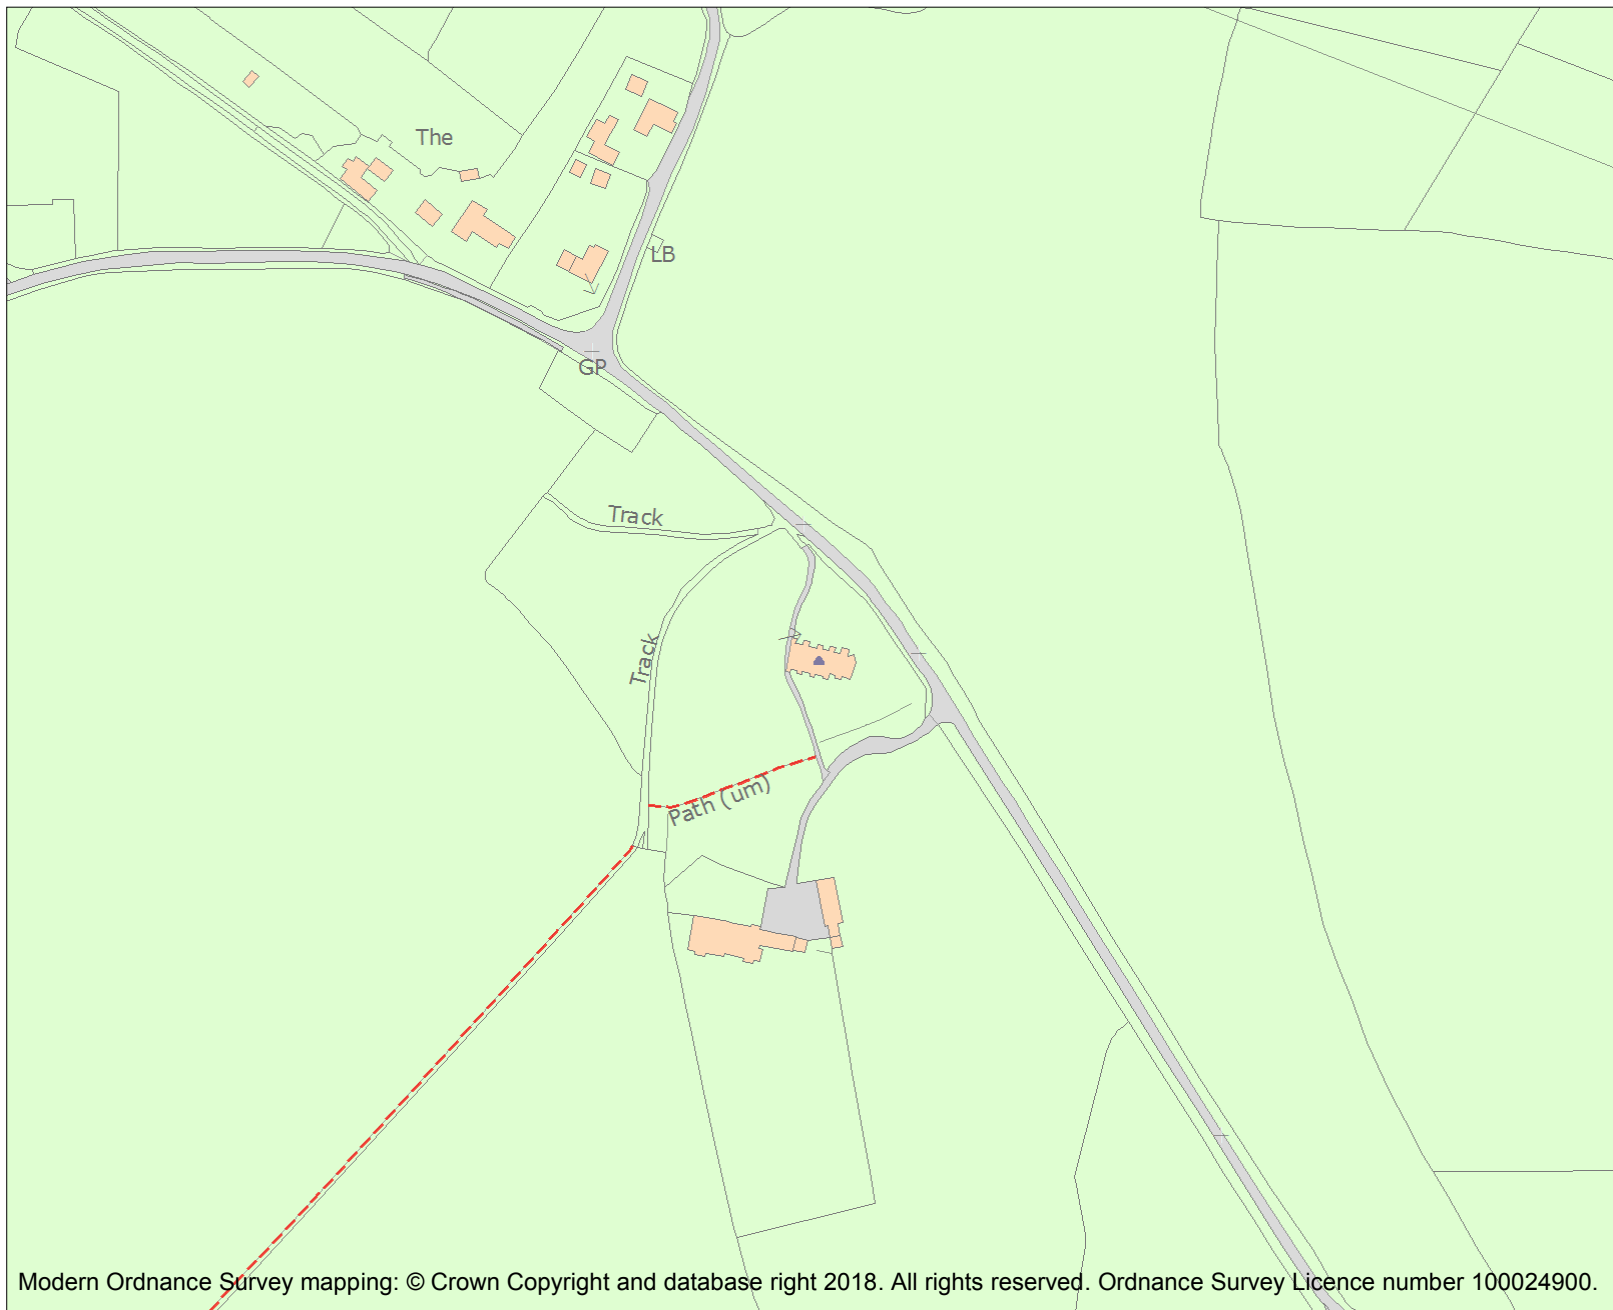 The
LB
GP
Track
Track
Path (um)
Modern Ordnance Survey mapping: © Crown Copyright and database right 2018. All rights reserved. Ordnance Survey Licence number 100024900.